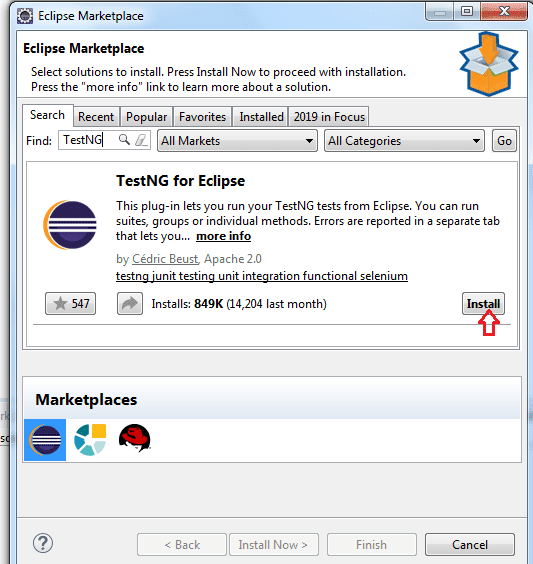 Eclipse Marketplace
Eclipse Marketplace
Select solutions to install. Press Install Now to proceed with installation.
Press the "more info" link to learn more about a solution.
Search Recent Popular Favorites Installed 2019 in Focus
Find: TestNG All Markets All Categories Go
TestNG for Eclipse
This plug-in lets you run your TestNG tests from Eclipse. You can run
suites, groups or individual methods. Errors are reported in a separate tab
that lets you... more info
by Cédric Beust, Apache 2.0
testng junit testing unit integration functional selenium
547 Installs: 849K (14,204 last month) Install
Marketplaces
? < Back Install Now > Finish Cancel